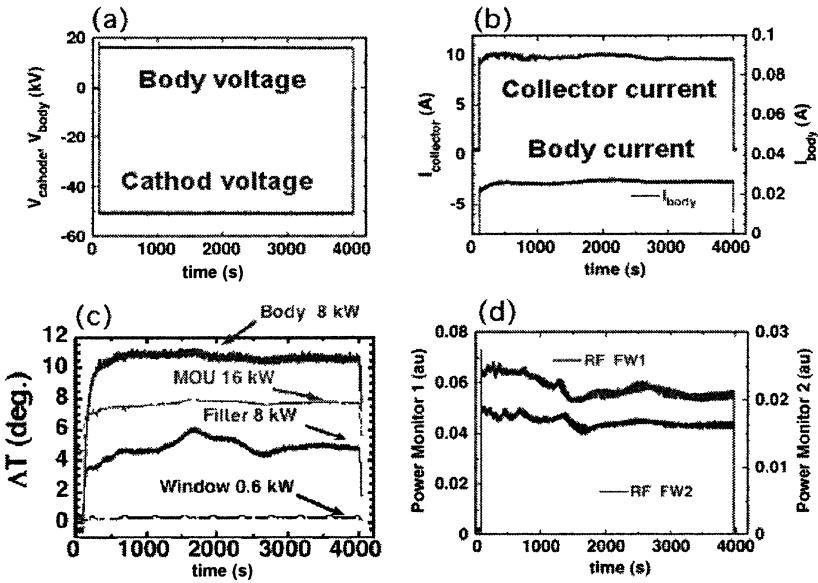 (a)
20
0
-20
-40
-60
V_cathode, V_body (kV)
Body voltage
Cathod voltage
0 1000 2000 3000 4000
time (s)
(b)
10
5
0
-5
I_collector (A)
0.1
0.08
0.06
0.04
0.02
0
I_body (A)
Collector current
Body current
I_body
0 1000 2000 3000 4000
time (s)
(c)
12
10
8
6
4
2
0
ΔT (deg.)
Body 8 kW
MOU 16 kW
Filler 8 kW
Window 0.6 kW
0 1000 2000 3000 4000
time (s)
(d)
0.08
0.06
0.04
0.02
0
Power Monitor 1 (au)
0.03
0.02
0.01
0
Power Monitor 2 (au)
RF FW1
RF FW2
0 1000 2000 3000 4000
time (s)